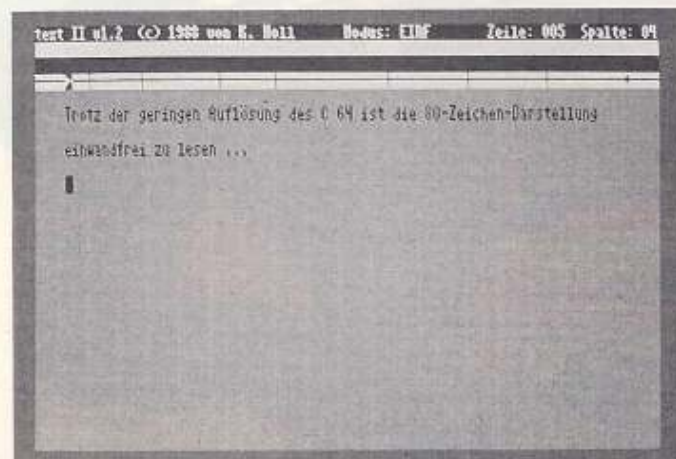 text II v1.2 (c) 1988 von K. Holl Modus: EINF Zeile: 005 Spalte: 04
Trotz der geringen Auflösung des C 64 ist die 80-Zeichen-Darstellung
einwandfrei zu lesen ...